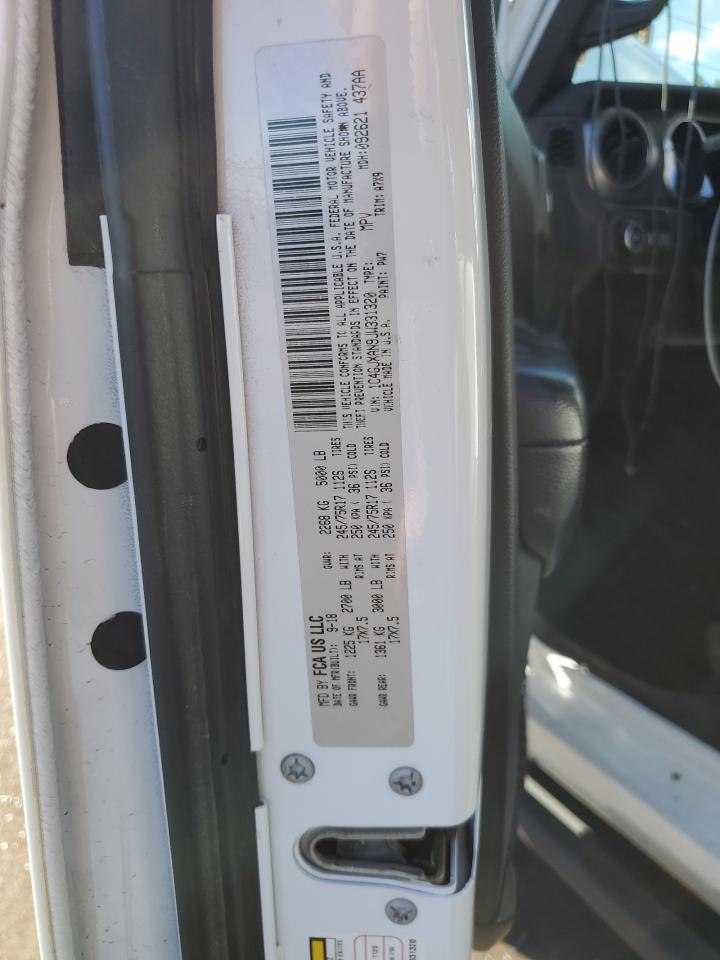 MFD BY FCA US LLC
DATE OF MFR(BUILT): 9-18 GVWR: 2268 KG 5000 LB
GAWR FRONT: 1225 KG 2700 LB WITH 245/75R17 112S TIRES
17X7.5 RIMS AT 250 KPA ( 36 PSI) COLD
GAWR REAR: 1361 KG 3000 LB WITH 245/75R17 112S TIRES
17X7.5 RIMS AT 250 KPA ( 36 PSI) COLD
THIS VEHICLE CONFORMS TO ALL APPLICABLE U.S.A. FEDERAL MOTOR VEHICLE SAFETY AND
THEFT PREVENTION STANDARDS IN EFFECT ON THE DATE OF MANUFACTURE SHOWN ABOVE.
VIN: 1C4GJXAN9JW331320 TYPE: MPV MDH:092621 437AA
VEHICLE MADE IN U.S.A. PAINT: PW7 TRIM: A7X9